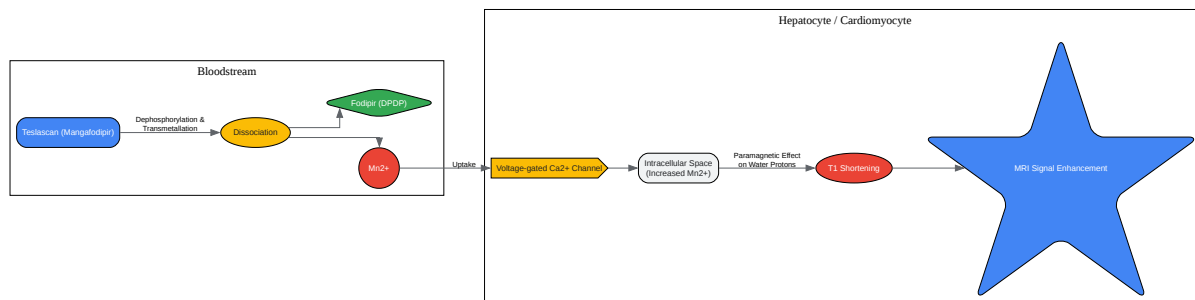 Hepatocyte / Cardiomyocyte
Bloodstream
Teslascan (Mangafodipir)
Dephosphorylation &
Transmetallation
Dissociation
Fodipir (DPDP)
Mn2+
Uptake
Voltage-gated Ca2+ Channel
Intracellular Space
(Increased Mn2+)
Paramagnetic Effect
on Water Protons
T1 Shortening
MRI Signal Enhancement